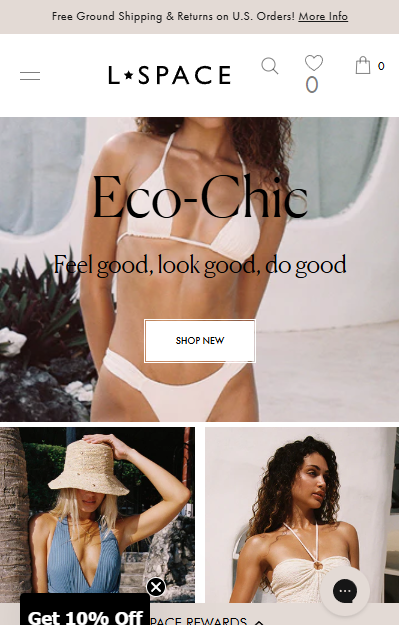 Free Ground Shipping & Returns on U.S. Orders! More Info
L★SPACE
0
0
Eco-Chic
Feel good, look good, do good
SHOP NEW
Get 10% Off
PACE REWARDS